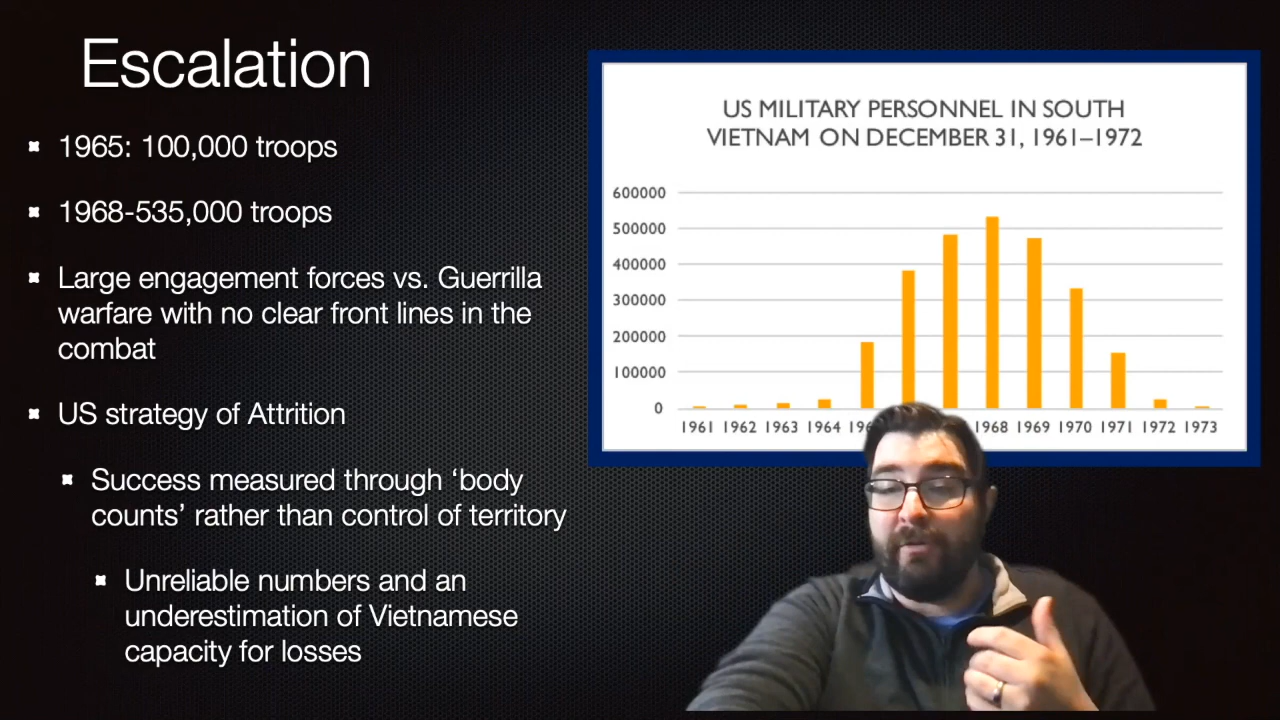 Escalation
1965: 100,000 troops
1968-535,000 troops
Large engagement forces vs. Guerrilla
warfare with no clear front lines in the
combat
US strategy of Attrition
Success measured through ‘body
counts’ rather than control of territory
Unreliable numbers and an
underestimation of Vietnamese
capacity for losses
US MILITARY PERSONNEL IN SOUTH
VIETNAM ON DECEMBER 31, 1961–1972
600000
500000
400000
300000
200000
100000
0
1961 1962 1963 1964 1968 1969 1970 1971 1972 1973